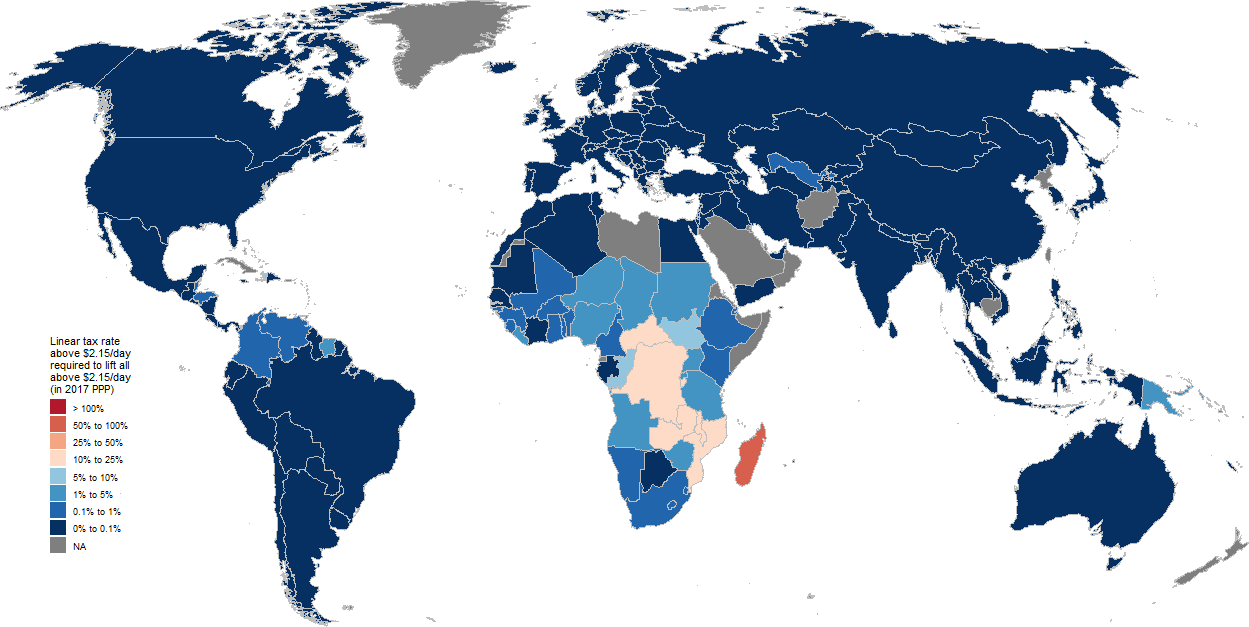 Linear tax rate
above $2.15/day
required to lift all
above $2.15/day
(in 2017 PPP)
> 100%
50% to 100%
25% to 50%
10% to 25%
5% to 10%
1% to 5%
0.1% to 1%
0% to 0.1%
NA